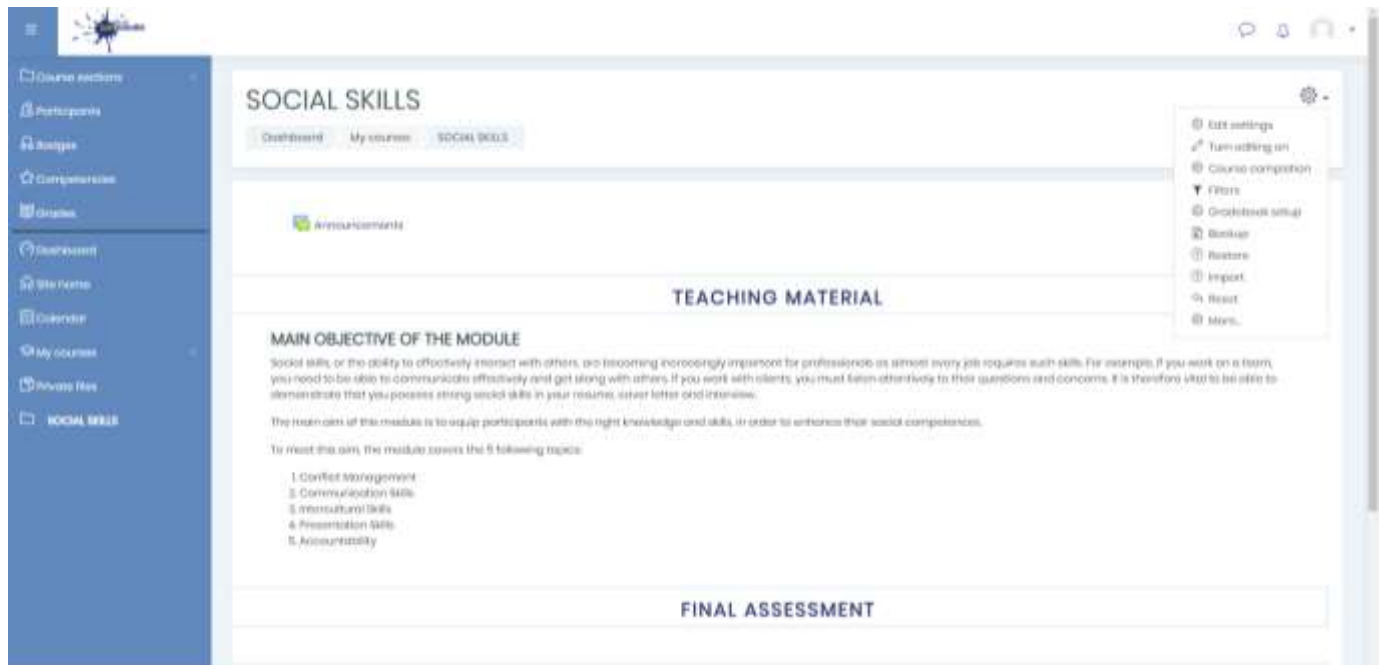 Course sections
Participants
Badges
Competencies
Grades
Dashboard
Site home
Calendar
My courses
Private files
SOCIAL SKILLS
SOCIAL SKILLS
Dashboard My courses SOCIAL SKILLS
Edit settings
Turn editing on
Course completion
Filters
Gradebook setup
Backup
Restore
Import
Reset
More...
Announcements
TEACHING MATERIAL
MAIN OBJECTIVE OF THE MODULE
Social skills, or the ability to effectively interact with others, are becoming increasingly important for professionals as almost every job requires such skills. For example, if you work on a team,
you need to be able to communicate effectively and get along with others. If you work with clients, you must listen attentively to their questions and concerns. It is therefore vital to be able to
demonstrate that you possess strong social skills in your resume, cover letter and interview.
The main aim of this module is to equip participants with the right knowledge and skills, in order to enhance their social competences.
To meet this aim, the module covers the 5 following topics:
1. Conflict Management
2. Communication Skills
3. Intercultural Skills
4. Presentation Skills
5. Accountability
FINAL ASSESSMENT